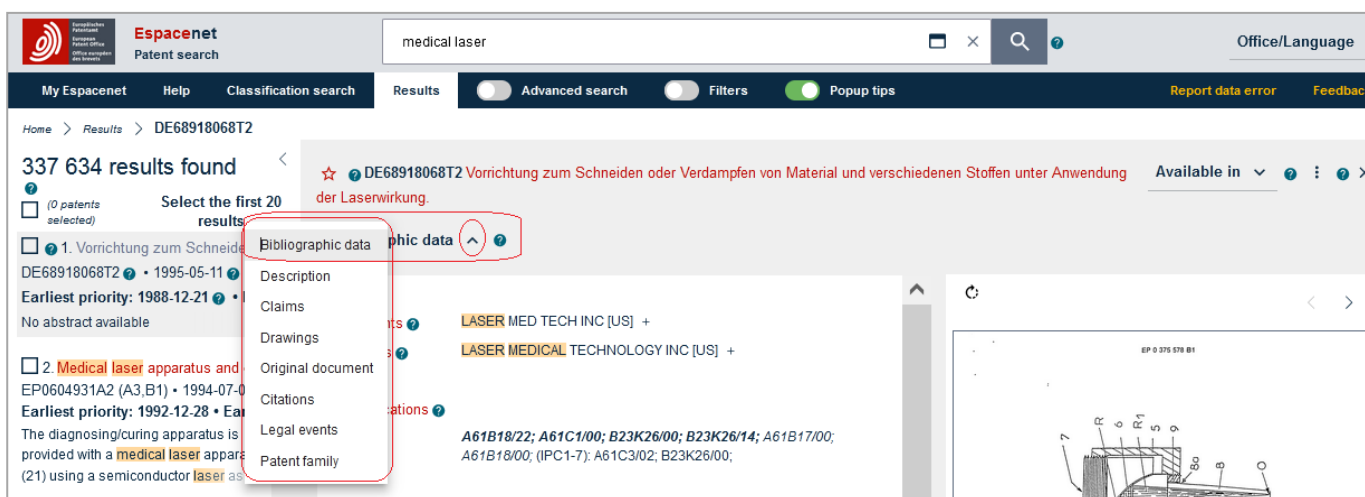 Europäisches
Patentamt
European
Patent Office
Office européen
des brevets
Espacenet
Patent search
medical laser
Office/Language
My Espacenet Help Classification search Results Advanced search Filters Popup tips Report data error Feedbac
Home > Results > DE68918068T2
337 634 results found
(0 patents selected)
Select the first 20 results
1. Vorrichtung zum Schneide
DE68918068T2 • 1995-05-11
Earliest priority: 1988-12-21 •
No abstract available
2. Medical laser apparatus and
EP0604931A2 (A3,B1) • 1994-07-0
Earliest priority: 1992-12-28 • Ear
The diagnosing/curing apparatus is
provided with a medical laser appara
(21) using a semiconductor laser as
Bibliographic data
Description
Claims
Drawings
Original document
Citations
Legal events
Patent family
DE68918068T2 Vorrichtung zum Schneiden oder Verdampfen von Material und verschiedenen Stoffen unter Anwendung
der Laserwirkung.
Available in
phic data
ts
LASER MED TECH INC [US] +
s
LASER MEDICAL TECHNOLOGY INC [US] +
ations
A61B18/22; A61C1/00; B23K26/00; B23K26/14; A61B17/00;
A61B18/00; (IPC1-7): A61C3/02; B23K26/00;
EP 0 375 578 B1
7 R 6 R1 5 9 8a 8 O